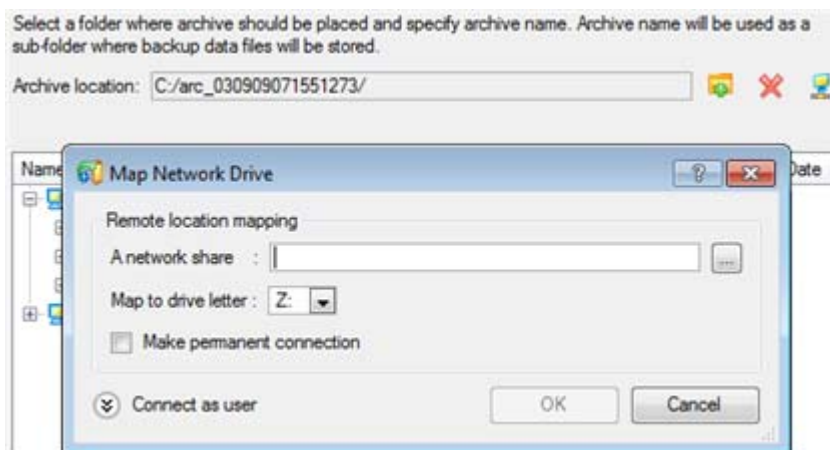 Select a folder where archive should be placed and specify archive name. Archive name will be used as a
sub-folder where backup data files will be stored.
Archive location: C:/arc_030909071551273/
Name
Date
Map Network Drive
Remote location mapping
A network share :
Map to drive letter : Z:
Make permanent connection
Connect as user
OK
Cancel